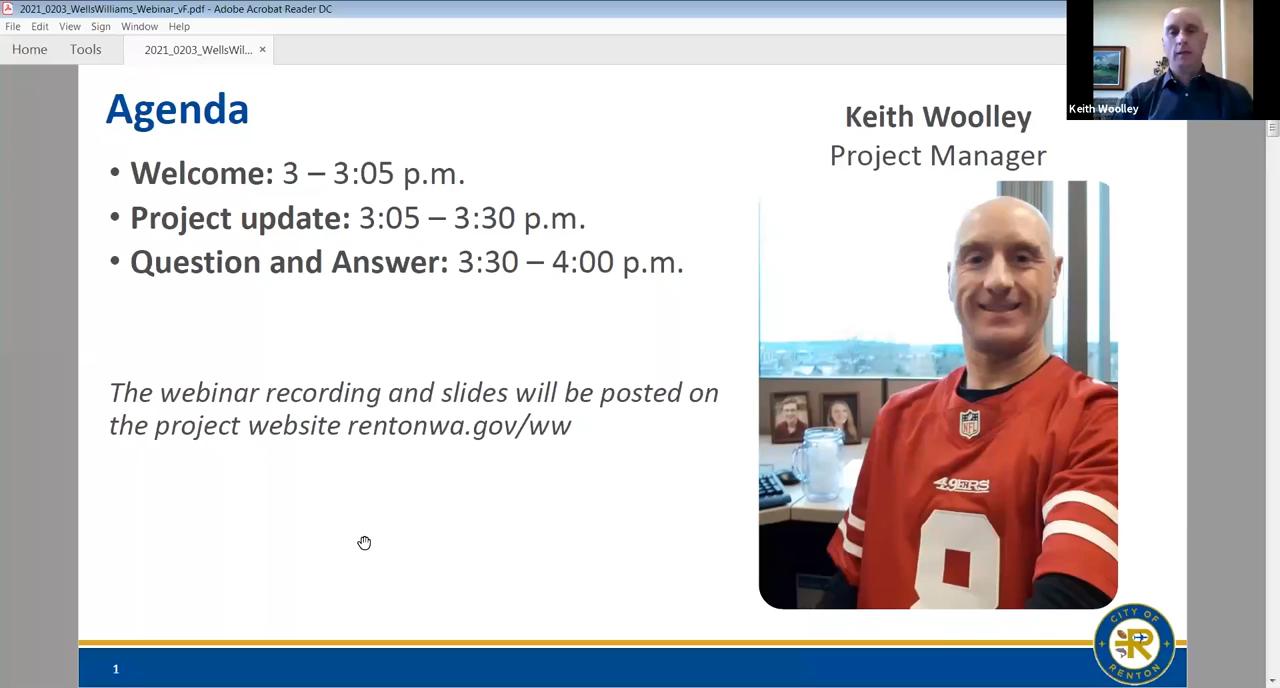 2021_0203_WellsWilliams_Webinar_vF.pdf - Adobe Acrobat Reader DC
File Edit View Sign Window Help
Home Tools 2021_0203_WellsWil... ×
Keith Woolley
Agenda
• Welcome: 3 – 3:05 p.m.
• Project update: 3:05 – 3:30 p.m.
• Question and Answer: 3:30 – 4:00 p.m.
The webinar recording and slides will be posted on
the project website rentonwa.gov/ww
Keith Woolley
Project Manager
NFL
49ERS
CITY OF
R
RENTON
1